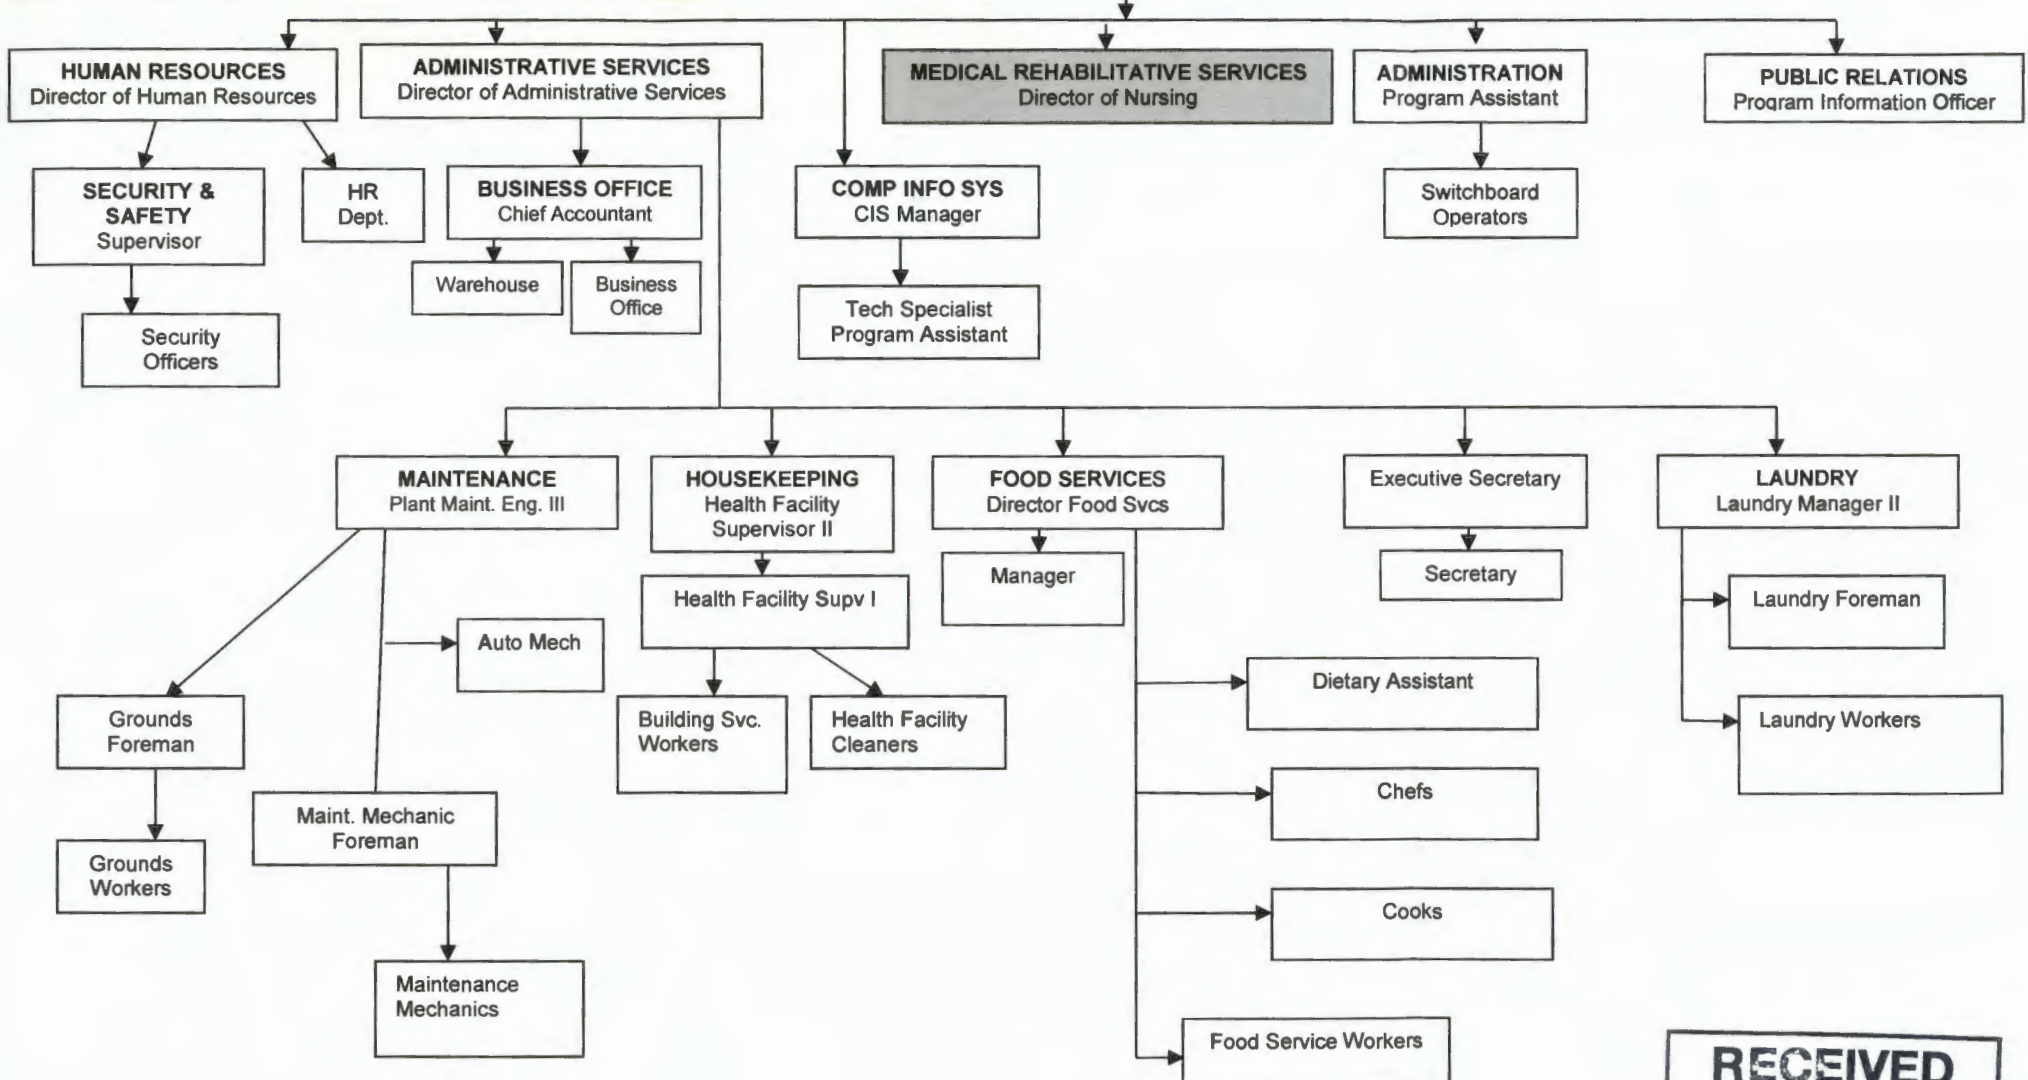 HUMAN RESOURCES
Director of Human Resources
ADMINISTRATIVE SERVICES
Director of Administrative Services
MEDICAL REHABILITATIVE SERVICES
Director of Nursing
ADMINISTRATION
Program Assistant
PUBLIC RELATIONS
Program Information Officer
SECURITY &
SAFETY
Supervisor
HR
Dept.
BUSINESS OFFICE
Chief Accountant
COMP INFO SYS
CIS Manager
Switchboard
Operators
Warehouse
Business
Office
Tech Specialist
Program Assistant
Security
Officers
MAINTENANCE
Plant Maint. Eng. III
HOUSEKEEPING
Health Facility
Supervisor II
FOOD SERVICES
Director Food Svcs
Executive Secretary
LAUNDRY
Laundry Manager II
Manager
Secretary
Health Facility Supv I
Laundry Foreman
Auto Mech
Dietary Assistant
Grounds
Foreman
Building Svc.
Workers
Health Facility
Cleaners
Laundry Workers
Chefs
Maint. Mechanic
Foreman
Grounds
Workers
Cooks
Maintenance
Mechanics
Food Service Workers
RECEIVED